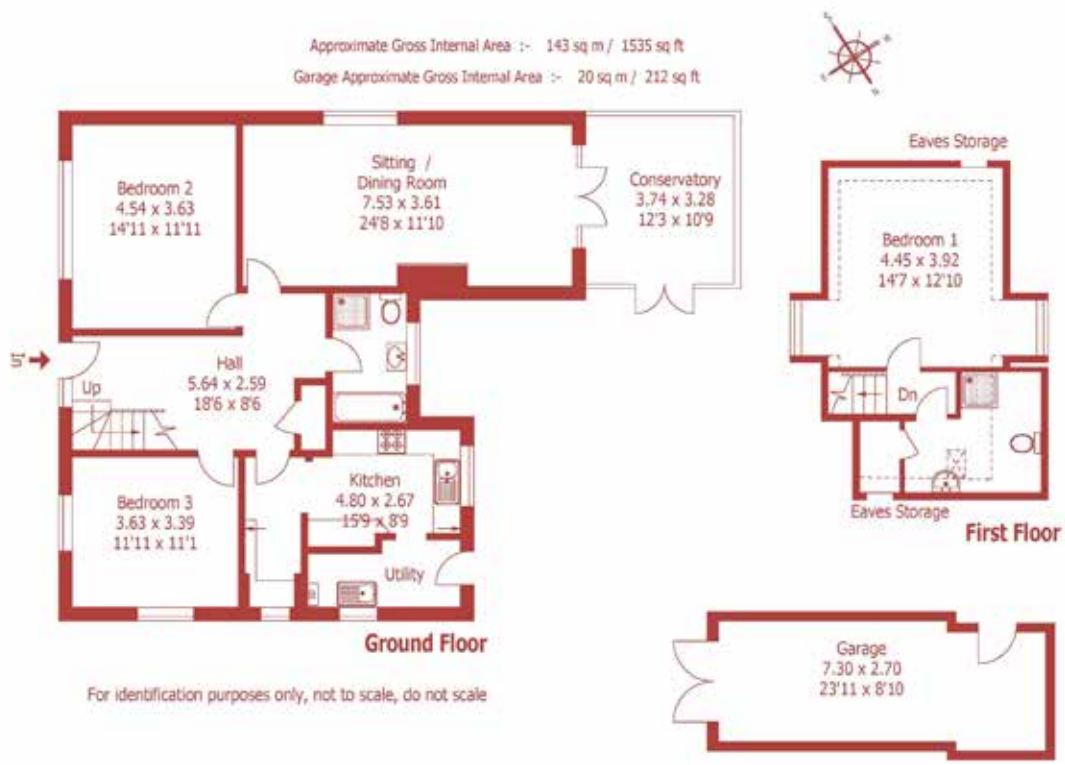 Approximate Gross Internal Area :- 143 sq m / 1535 sq ft
Garage Approximate Gross Internal Area :- 20 sq m / 212 sq ft
Bedroom 2
4.54 x 3.63
14'11 x 11'11
Sitting /
Dining Room
7.53 x 3.61
24'8 x 11'10
Conservatory
3.74 x 3.28
12'3 x 10'9
In
Up
Hall
5.64 x 2.59
18'6 x 8'6
Bedroom 3
3.63 x 3.39
11'11 x 11'1
Kitchen
4.80 x 2.67
15'9 x 8'9
Utility
Ground Floor
Eaves Storage
Bedroom 1
4.45 x 3.92
14'7 x 12'10
Dn
Eaves Storage
First Floor
Garage
7.30 x 2.70
23'11 x 8'10
For identification purposes only, not to scale, do not scale